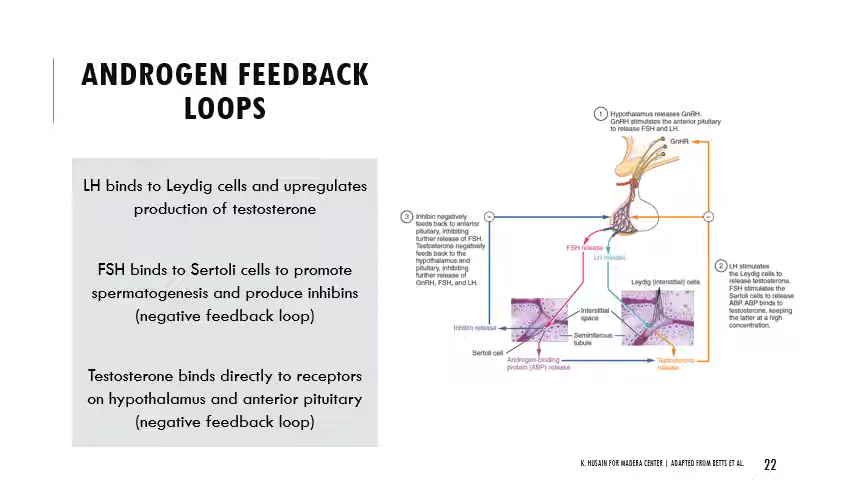 ANDROGEN FEEDBACK
LOOPS
LH binds to Leydig cells and upregulates
production of testosterone
FSH binds to Sertoli cells to promote
spermatogenesis and produce inhibins
(negative feedback loop)
Testosterone binds directly to receptors
on hypothalamus and anterior pituitary
(negative feedback loop)
1 Hypothalamus releases GnRH.
GnRH stimulates the anterior pituitary
to release FSH and LH.
GnHR
3 Inhibin negatively
feeds back to anterior
pituitary, inhibiting
further release of FSH.
Testosterone negatively
feeds back to the
hypothalamus and
pituitary, inhibiting
further release of
GnRH, FSH, and LH.
−
−
FSH release
LH release
2 LH stimulates
the Leydig cells to
release testosterone.
FSH stimulates the
Sertoli cells to release
ABP. ABP binds to
testosterone, keeping
the latter at a high
concentration.
Leydig (interstitial) cells
Interstitial
space
Inhibin release
Seminiferous
tubule
Sertoli cell
Androgen-binding
protein (ABP) release
Testosterone
release
K. HUSAIN FOR MADERA CENTER | ADAPTED FROM BETTS ET AL.
22